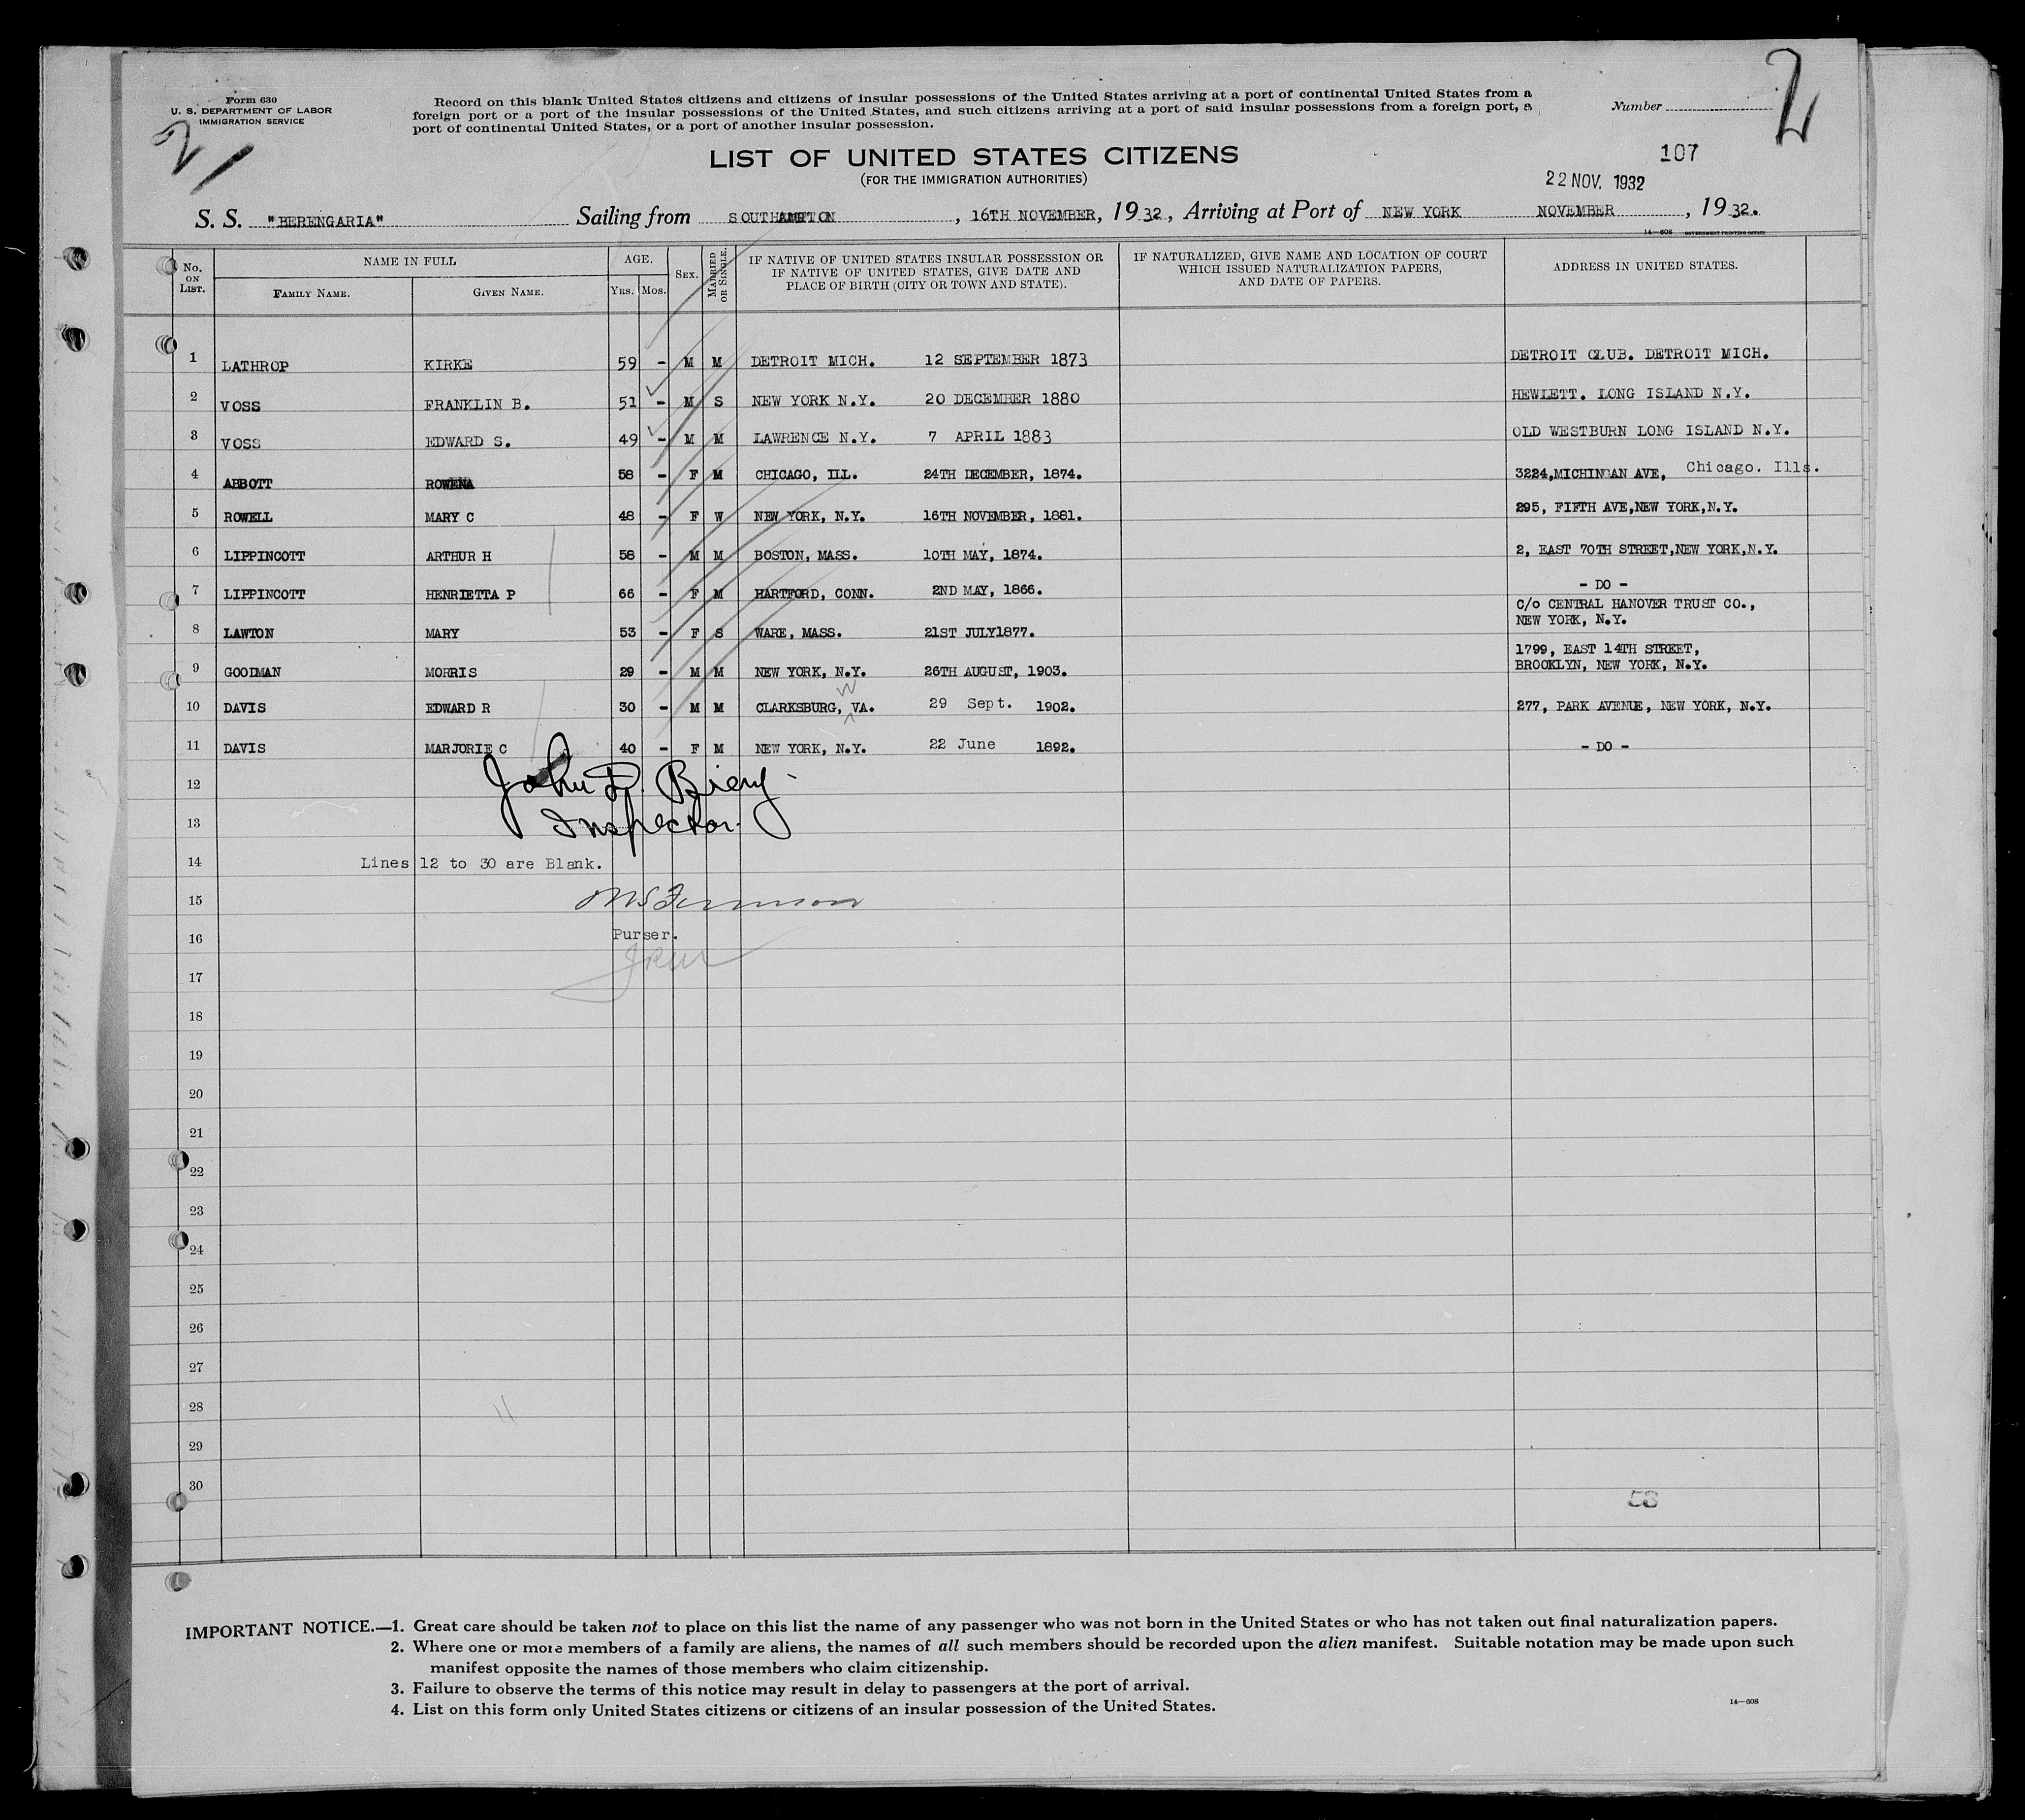 Form 630
U. S. DEPARTMENT OF LABOR
IMMIGRATION SERVICE
Record on this blank United States citizens and citizens of insular possessions of the United States arriving at a port of continental United States from a
foreign port or a port of the insular possessions of the United States, and such citizens arriving at a port of said insular possessions from a foreign port, a
port of continental United States, or a port of another insular possession.
Number
2
21
LIST OF UNITED STATES CITIZENS
(FOR THE IMMIGRATION AUTHORITIES)
107
22 NOV. 1932
S. S. "BERENGARIA" Sailing from SOUTHAMPTON, 16TH NOVEMBER, 1932, Arriving at Port of NEW YORK NOVEMBER, 1932.
14—608 GOVERNMENT PRINTING OFFICE
No. ON LIST. NAME IN FULL FAMILY NAME. GIVEN NAME. AGE. YRS. MOS. SEX. MARRIED OR SINGLE. IF NATIVE OF UNITED STATES INSULAR POSSESSION OR IF NATIVE OF UNITED STATES, GIVE DATE AND PLACE OF BIRTH (CITY OR TOWN AND STATE). IF NATURALIZED, GIVE NAME AND LOCATION OF COURT WHICH ISSUED NATURALIZATION PAPERS, AND DATE OF PAPERS. ADDRESS IN UNITED STATES.
1 LATHROP KIRKE 59 - M M DETROIT MICH. 12 SEPTEMBER 1873 DETROIT CLUB. DETROIT MICH.
2 VOSS FRANKLIN B. 51 - M S NEW YORK N.Y. 20 DECEMBER 1880 HEWLETT. LONG ISLAND N.Y.
3 VOSS EDWARD S. 49 - M M LAWRENCE N.Y. 7 APRIL 1883 OLD WESTBURN LONG ISLAND N.Y.
4 ABBOTT ROWENA 58 - F M CHICAGO, ILL. 24TH DECEMBER, 1874. 3224,MICHINGAN AVE, Chicago. Ills.
5 ROWELL MARY C 48 - F W NEW YORK, N.Y. 16TH NOVEMBER, 1881. 295, FIFTH AVE,NEW YORK,N.Y.
6 LIPPINCOTT ARTHUR H 58 - M M BOSTON, MASS. 10TH MAY, 1874. 2, EAST 70TH STREET,NEW YORK,N.Y.
7 LIPPINCOTT HENRIETTA P 66 - F M HARTFORD, CONN. 2ND MAY, 1866. - DO -
8 LAWTON MARY 53 - F S WARE, MASS. 21ST JULY1877. C/o CENTRAL HANOVER TRUST CO., NEW YORK, N.Y.
9 GOODMAN MORRIS 29 - M M NEW YORK, N.Y. 26TH AUGUST, 1903. 1799, EAST 14TH STREET, BROOKLYN, NEW YORK, N.Y.
10 DAVIS EDWARD R 30 - M M CLARKSBURG, W VA. 29 Sept. 1902. 277, PARK AVENUE, NEW YORK, N.Y.
11 DAVIS MARJORIE C 40 - F M NEW YORK, N.Y. 22 June 1892. - DO -
12 John D.
13 Inspector.
14 Lines 12 to 30 are Blank.
15
16 Purser.
17
18
19
20
21
22
23
24
25
26
27
28
29
30
58
IMPORTANT NOTICE.—1. Great care should be taken not to place on this list the name of any passenger who was not born in the United States or who has not taken out final naturalization papers.
2. Where one or more members of a family are aliens, the names of all such members should be recorded upon the alien manifest. Suitable notation may be made upon such
manifest opposite the names of those members who claim citizenship.
3. Failure to observe the terms of this notice may result in delay to passengers at the port of arrival.
4. List on this form only United States citizens or citizens of an insular possession of the United States.
14—608